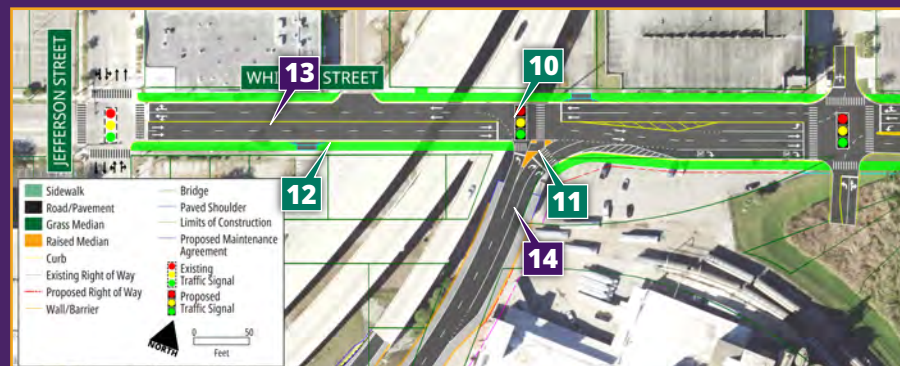 JEFFERSON STREET
WHI
STREET
13
10
12
11
14
Sidewalk
Road/Pavement
Grass Median
Raised Median
Curb
Existing Right of Way
Proposed Right of Way
Wall/Barrier
Bridge
Paved Shoulder
Limits of Construction
Proposed Maintenance
Agreement
Existing
Traffic Signal
Proposed
Traffic Signal
NORTH
0 50
Feet